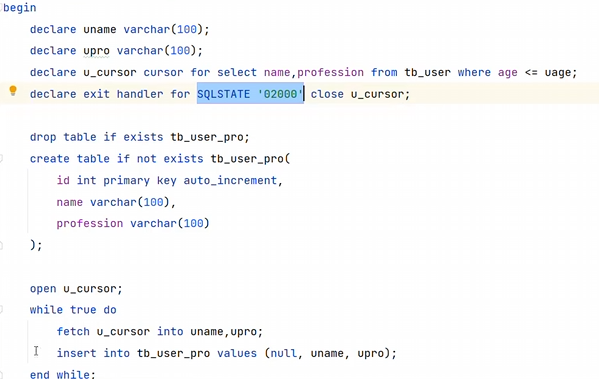 begin
declare uname varchar(100);
declare upro varchar(100);
declare u_cursor cursor for select name,profession from tb_user where age <= uage;
declare exit handler for SQLSTATE '02000' close u_cursor;
drop table if exists tb_user_pro;
create table if not exists tb_user_pro(
id int primary key auto_increment,
name varchar(100),
profession varchar(100)
);
open u_cursor;
while true do
fetch u_cursor into uname,upro;
insert into tb_user_pro values (null, uname, upro);
end while;